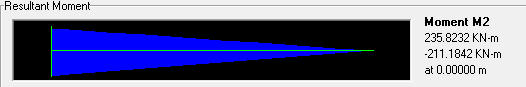 Resultant Moment
Moment M2
235.8232 KN-m
-211.1842 KN-m
at 0.00000 m